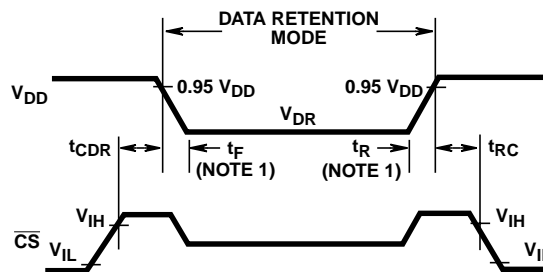 DATA RETENTION
MODE
0.95 VDD
0.95 VDD
VDD
VDR
tCDR
tF
tR
tRC
(NOTE 1)
(NOTE 1)
VIH
VIH
CS
VIL
VI